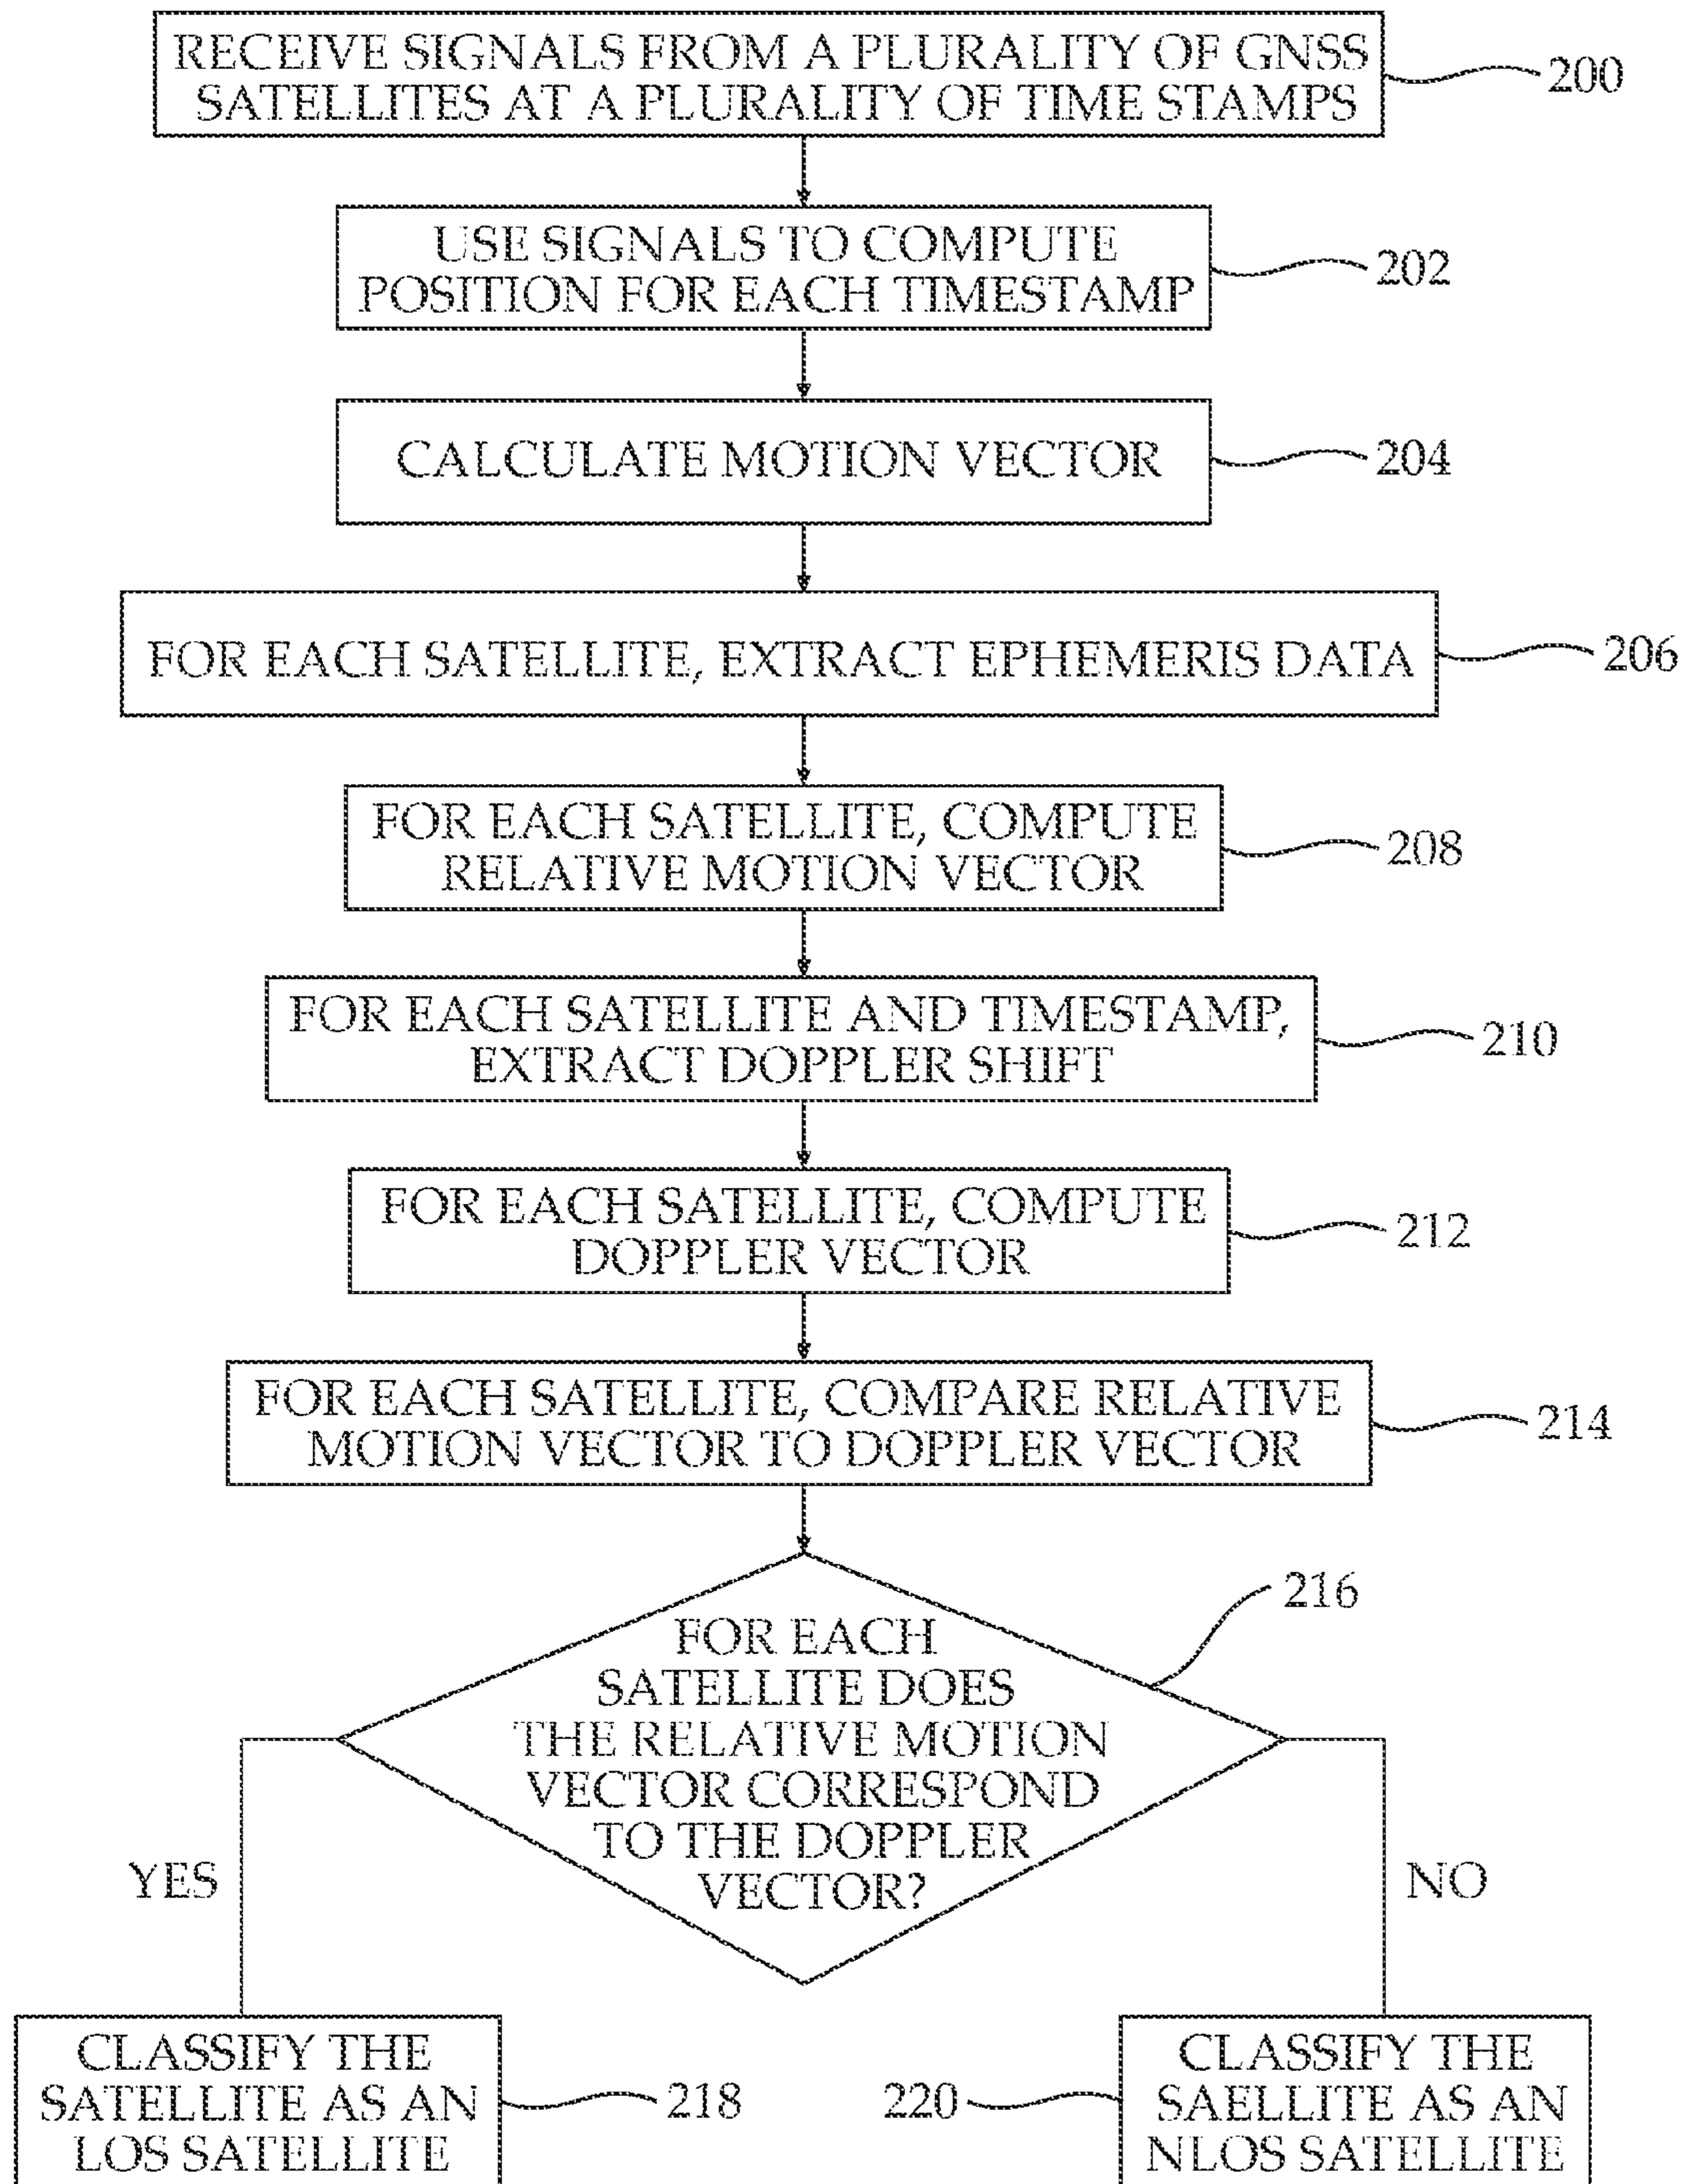 RECEIVE SIGNALS FROM A PLURALITY OF GNSS
SATELLITES AT A PLURALITY OF TIME STAMPS
200
USE SIGNALS TO COMPUTE
POSITION FOR EACH TIMESTAMP
202
CALCULATE MOTION VECTOR
204
FOR EACH SATELLITE, EXTRACT EPHEMERIS DATA
206
FOR EACH SATELLITE, COMPUTE
RELATIVE MOTION VECTOR
208
FOR EACH SATELLITE AND TIMESTAMP,
EXTRACT DOPPLER SHIFT
210
FOR EACH SATELLITE, COMPUTE
DOPPLER VECTOR
212
FOR EACH SATELLITE, COMPARE RELATIVE
MOTION VECTOR TO DOPPLER VECTOR
214
216
FOR EACH
SATELLITE DOES
THE RELATIVE MOTION
VECTOR CORRESPOND
TO THE DOPPLER
VECTOR?
YES
NO
CLASSIFY THE
SATELLITE AS AN
LOS SATELLITE
218
220
CLASSIFY THE
SAELLITE AS AN
NLOS SATELLITE